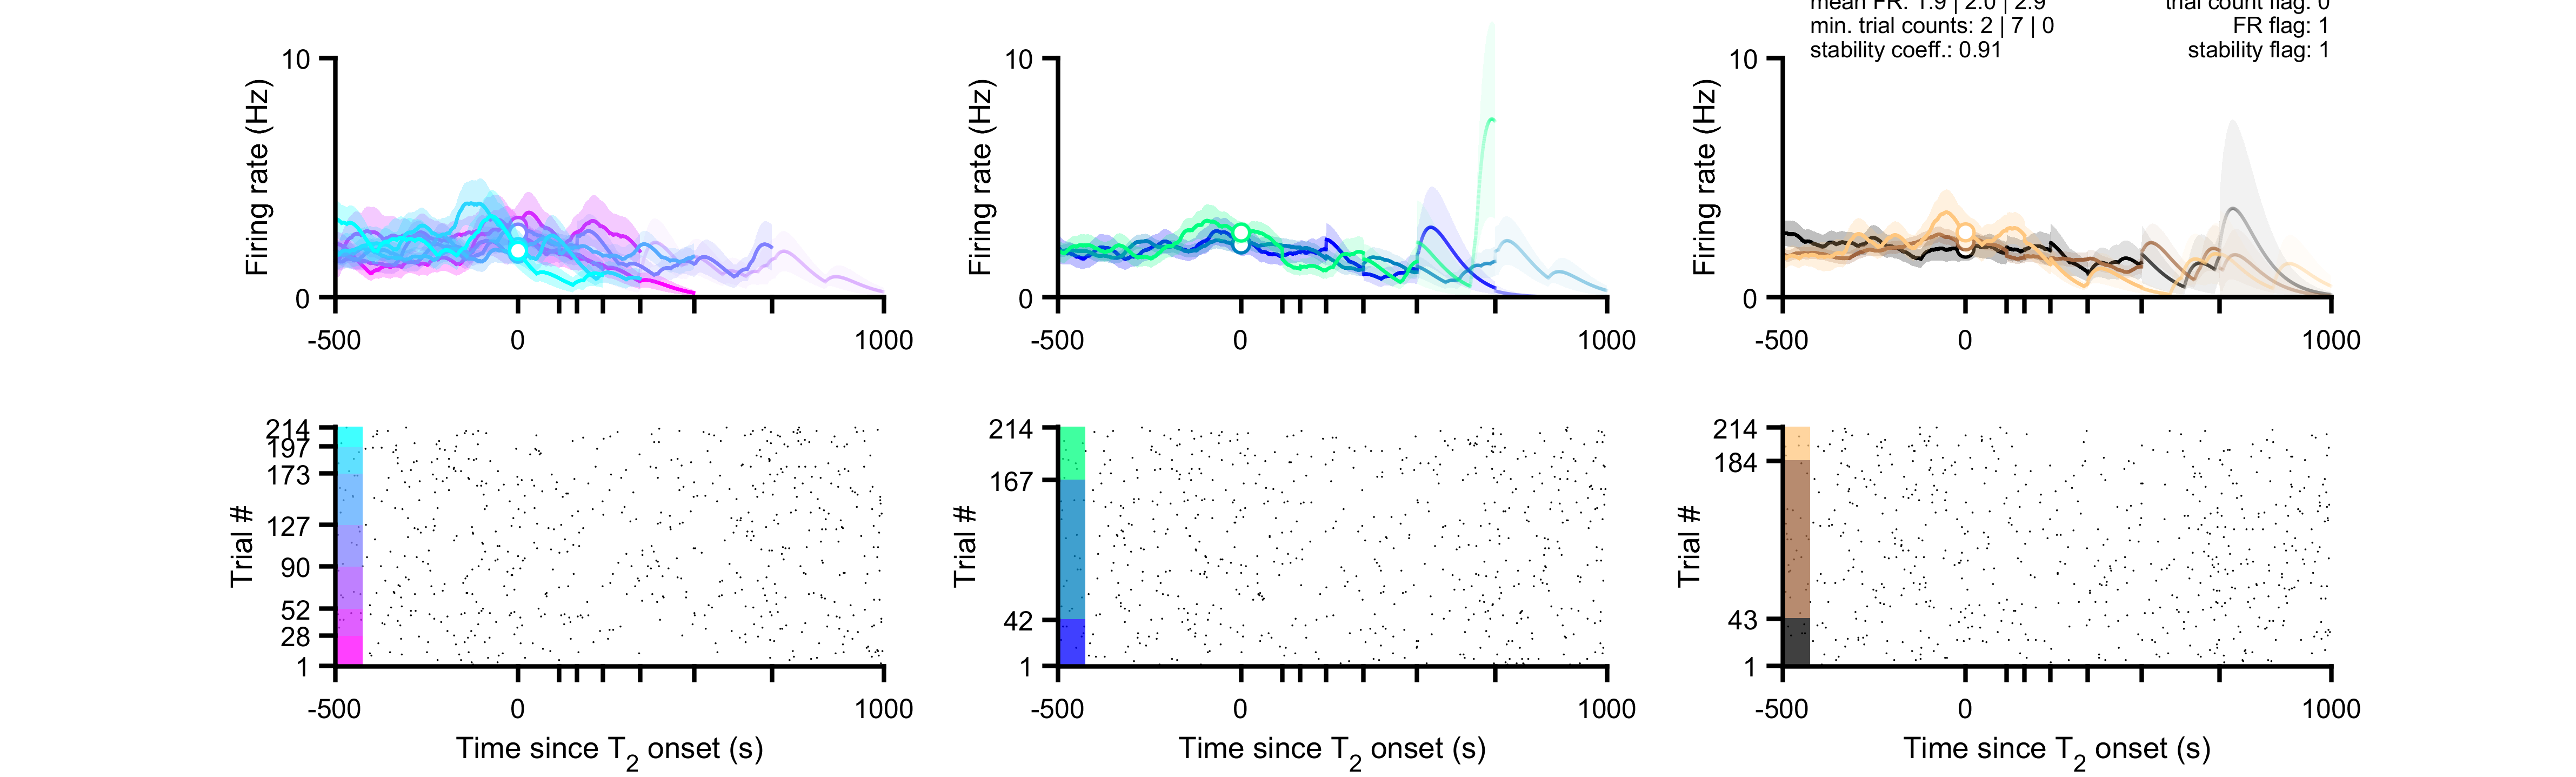 mean FR: 1.9 | 2.0 | 2.9 trial count flag: 0
min. trial counts: 2 | 7 | 0 FR flag: 1
stability coeff.: 0.91 stability flag: 1
10 10 10
Firing rate (Hz) Firing rate (Hz) Firing rate (Hz)
0 0 0
-500 0 1000 -500 0 1000 -500 0 1000
214 214 214
197
173 167 184
127
90
52 42 43
28
1 1 1
Trial # Trial # Trial #
-500 0 1000 -500 0 1000 -500 0 1000
Time since T2 onset (s) Time since T2 onset (s) Time since T2 onset (s)